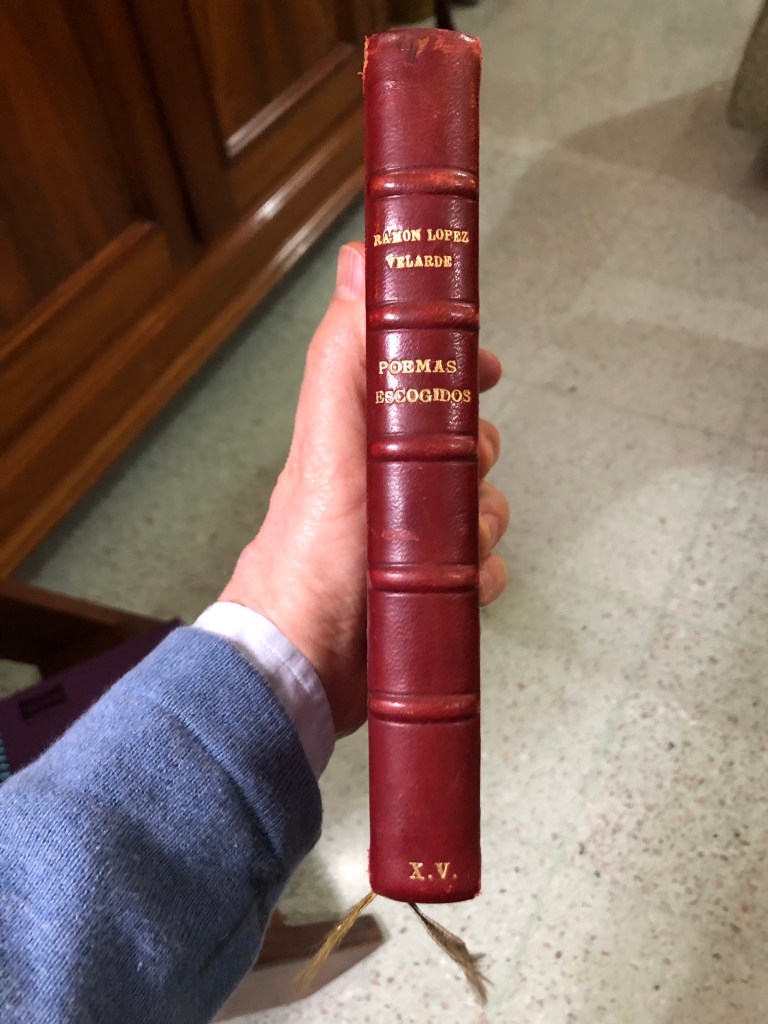 RAMON LOPEZ
VELARDE
POEMAS
ESCOGIDOS
X.V.